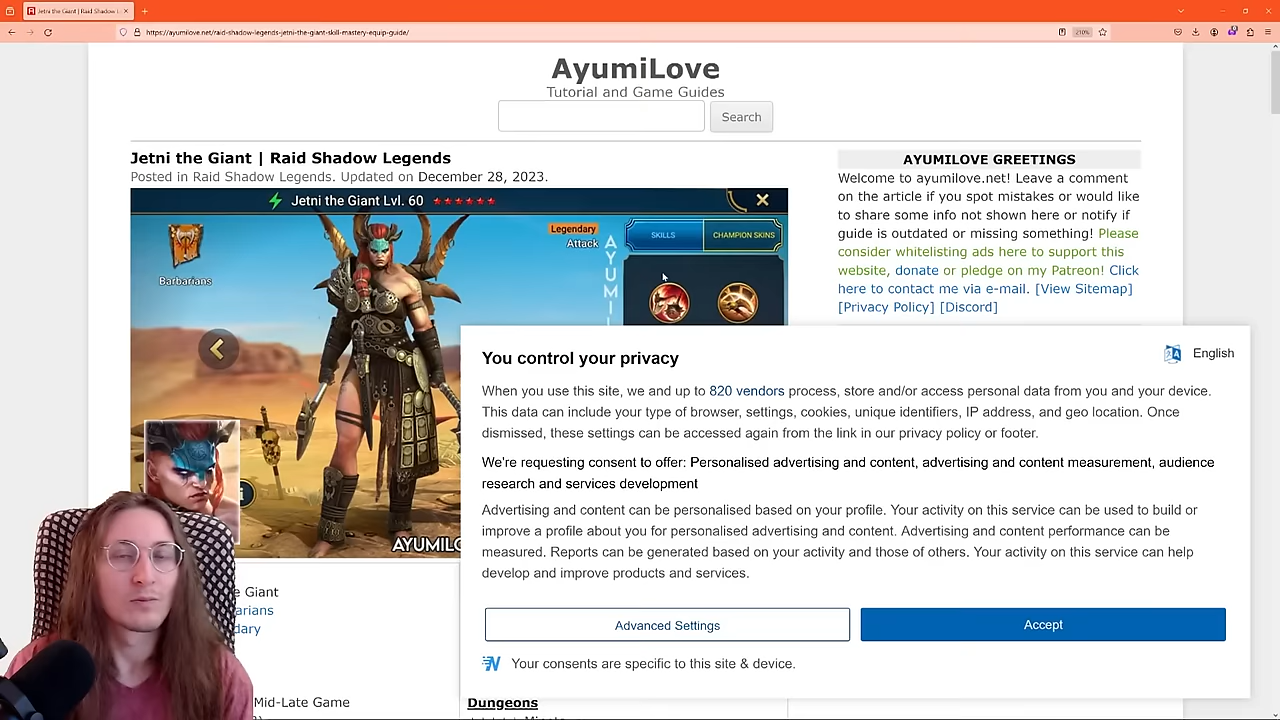 Jetni the Giant | Raid Shadow L
https://ayumilove.net/raid-shadow-legends-jetni-the-giant-skill-mastery-equip-guide/
210%
AyumiLove
Tutorial and Game Guides
Search
Jetni the Giant | Raid Shadow Legends
Posted in Raid Shadow Legends. Updated on December 28, 2023.
Jetni the Giant Lvl. 60
Legendary
Attack
SKILLS
CHAMPION SKINS
Barbarians
AYUMI
AYUMILO
AYUMILOVE GREETINGS
Welcome to ayumilove.net! Leave a comment
on the article if you spot mistakes or would like
to share some info not shown here or notify if
guide is outdated or missing something! Please
consider whitelisting ads here to support this
website, donate or pledge on my Patreon! Click
here to contact me via e-mail. [View Sitemap]
[Privacy Policy] [Discord]
You control your privacy
English
When you use this site, we and up to 820 vendors process, store and/or access personal data from you and your device.
This data can include your type of browser, settings, cookies, unique identifiers, IP address, and geo location. Once
dismissed, these settings can be accessed again from the link in our privacy policy or footer.
We're requesting consent to offer: Personalised advertising and content, advertising and content measurement, audience
research and services development
Advertising and content can be personalised based on your profile. Your activity on this service can be used to build or
improve a profile about you for personalised advertising and content. Advertising and content performance can be
measured. Reports can be generated based on your activity and those of others. Your activity on this service can help
develop and improve products and services.
Advanced Settings
Accept
Your consents are specific to this site & device.
e Giant
arians
dary
Mid-Late Game
Dungeons